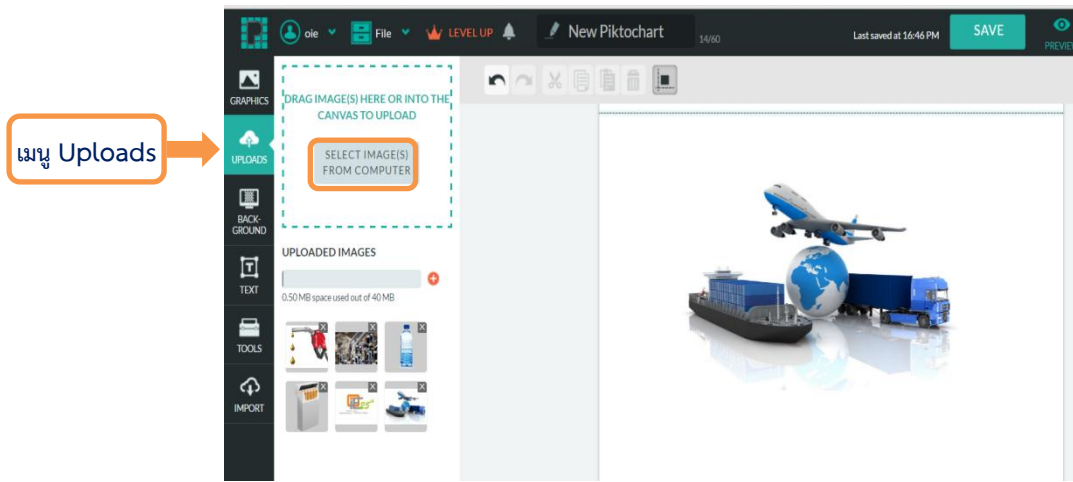 oie
File
LEVEL UP
New Piktochart
14/60
Last saved at 16:46 PM
SAVE
PREVIEW
GRAPHICS
DRAG IMAGE(S) HERE OR INTO THE
CANVAS TO UPLOAD
เมนู Uploads
UPLOADS
SELECT IMAGE(S)
FROM COMPUTER
BACK-
GROUND
UPLOADED IMAGES
TEXT
0.50 MB space used out of 40 MB
TOOLS
IMPORT
25